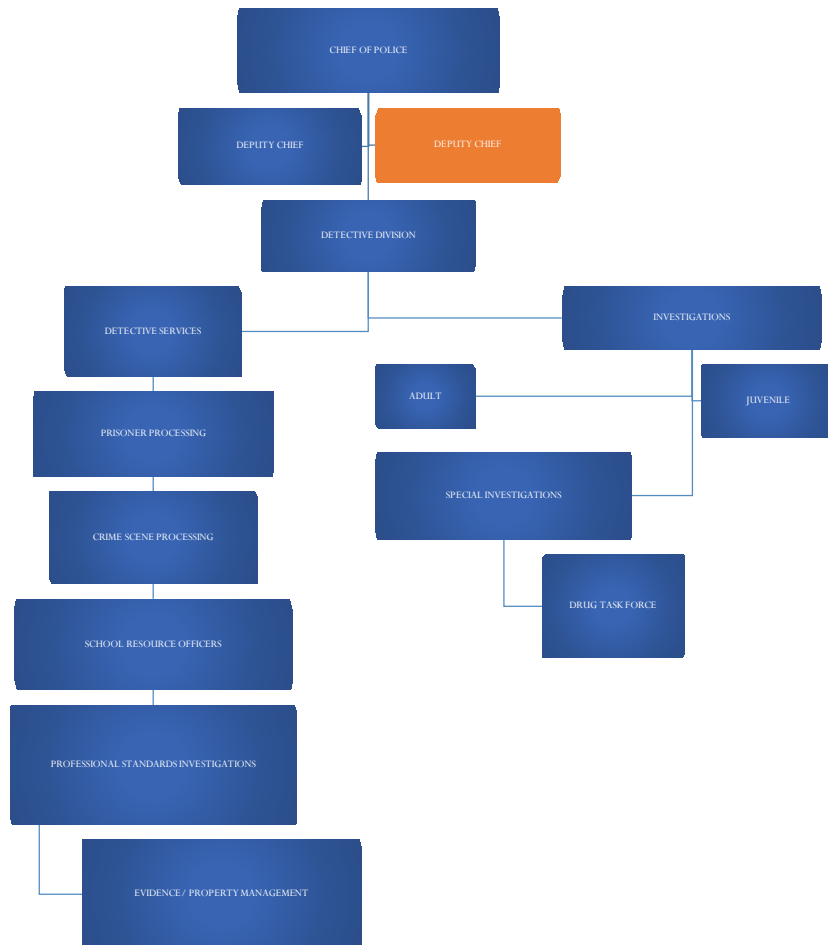 CHIEF OF POLICE
DEPUTY CHIEF
DEPUTY CHIEF
DETECTIVE DIVISION
DETECTIVE SERVICES
INVESTIGATIONS
ADULT
JUVENILE
PRISONER PROCESSING
SPECIAL INVESTIGATIONS
CRIME SCENE PROCESSING
DRUG TASK FORCE
SCHOOL RESOURCE OFFICERS
PROFESSIONAL STANDARDS INVESTIGATIONS
EVIDENCE/ PROPERTY MANAGEMENT